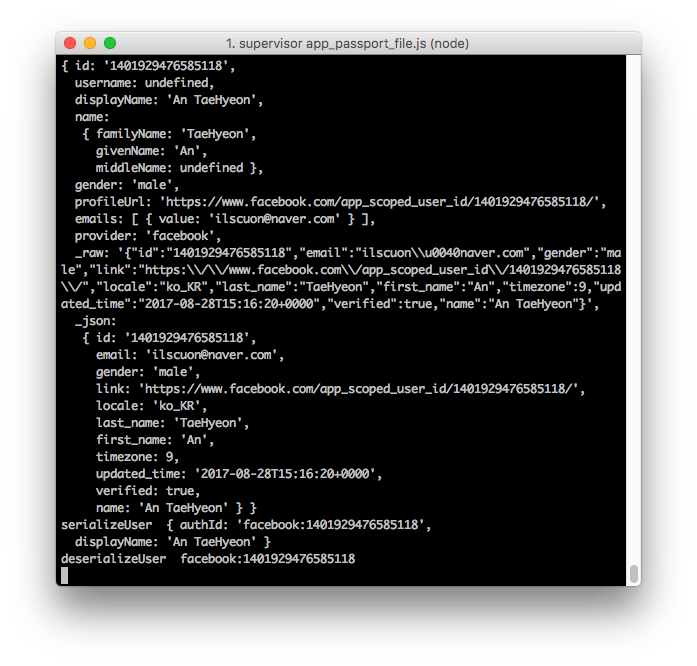 1. supervisor app_passport_file.js (node)
{ id: '1401929476585118',
  username: undefined,
  displayName: 'An TaeHyeon',
  name:
   { familyName: 'TaeHyeon',
     givenName: 'An',
     middleName: undefined },
  gender: 'male',
  profileUrl: 'https://www.facebook.com/app_scoped_user_id/1401929476585118/',
  emails: [ { value: 'ilscuon@naver.com' } ],
  provider: 'facebook',
  _raw: '{"id":"1401929476585118","email":"ilscuon\\u0040naver.com","gender":"ma
le","link":"https:\\/\\/www.facebook.com\\/app_scoped_user_id\\/1401929476585118
\\/","locale":"ko_KR","last_name":"TaeHyeon","first_name":"An","timezone":9,"upd
ated_time":"2017-08-28T15:16:20+0000","verified":true,"name":"An TaeHyeon"}',
  _json:
   { id: '1401929476585118',
     email: 'ilscuon@naver.com',
     gender: 'male',
     link: 'https://www.facebook.com/app_scoped_user_id/1401929476585118/',
     locale: 'ko_KR',
     last_name: 'TaeHyeon',
     first_name: 'An',
     timezone: 9,
     updated_time: '2017-08-28T15:16:20+0000',
     verified: true,
     name: 'An TaeHyeon' } }
serializeUser  { authId: 'facebook:1401929476585118',
  displayName: 'An TaeHyeon' }
deserializeUser  facebook:1401929476585118